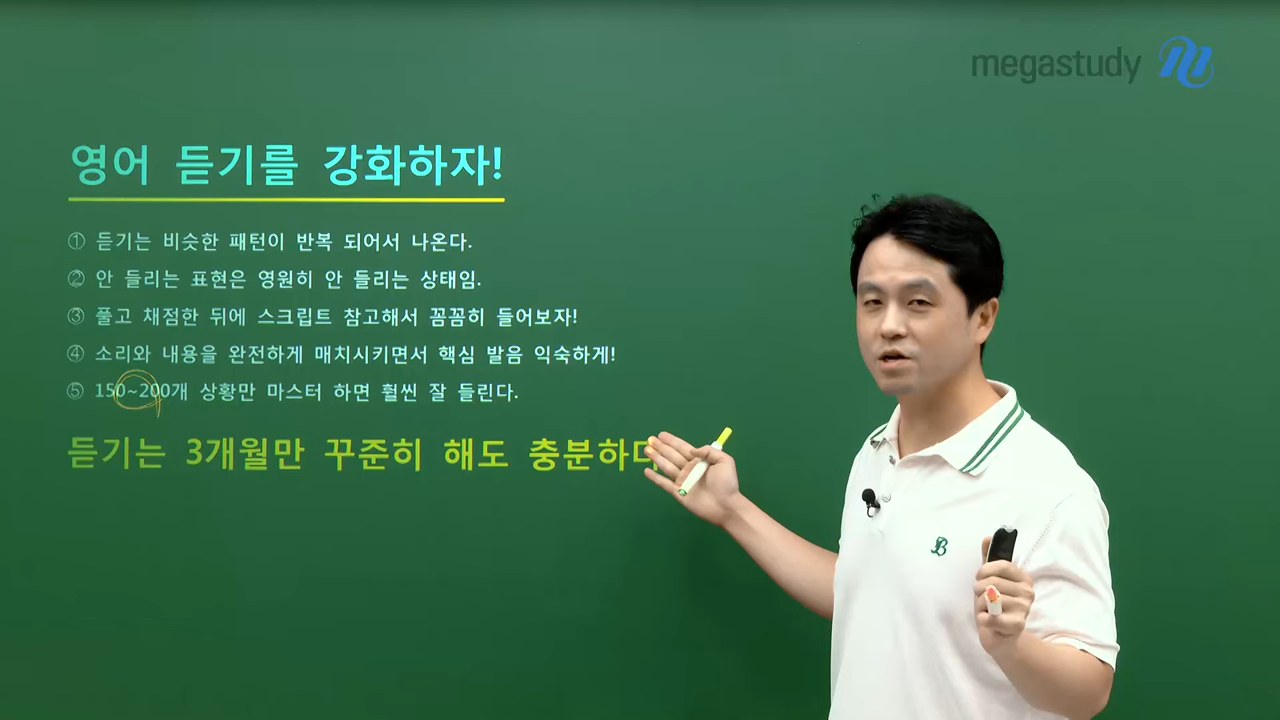 megastudy
영어 듣기를 강화하자!
① 듣기는 비슷한 패턴이 반복 되어서 나온다.
② 안 들리는 표현은 영원히 안 들리는 상태임.
③ 풀고 채점한 뒤에 스크립트 참고해서 꼼꼼히 들어보자!
④ 소리와 내용을 완전하게 매치시키면서 핵심 발음 익숙하게!
⑤ 150~200개 상황만 마스터 하면 훨씬 잘 들린다.
듣기는 3개월만 꾸준히 해도 충분하다
B